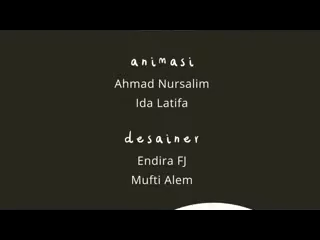 animasi
Ahmad Nursalim
Ida Latifa
desainer
Endira FJ
Mufti Alem